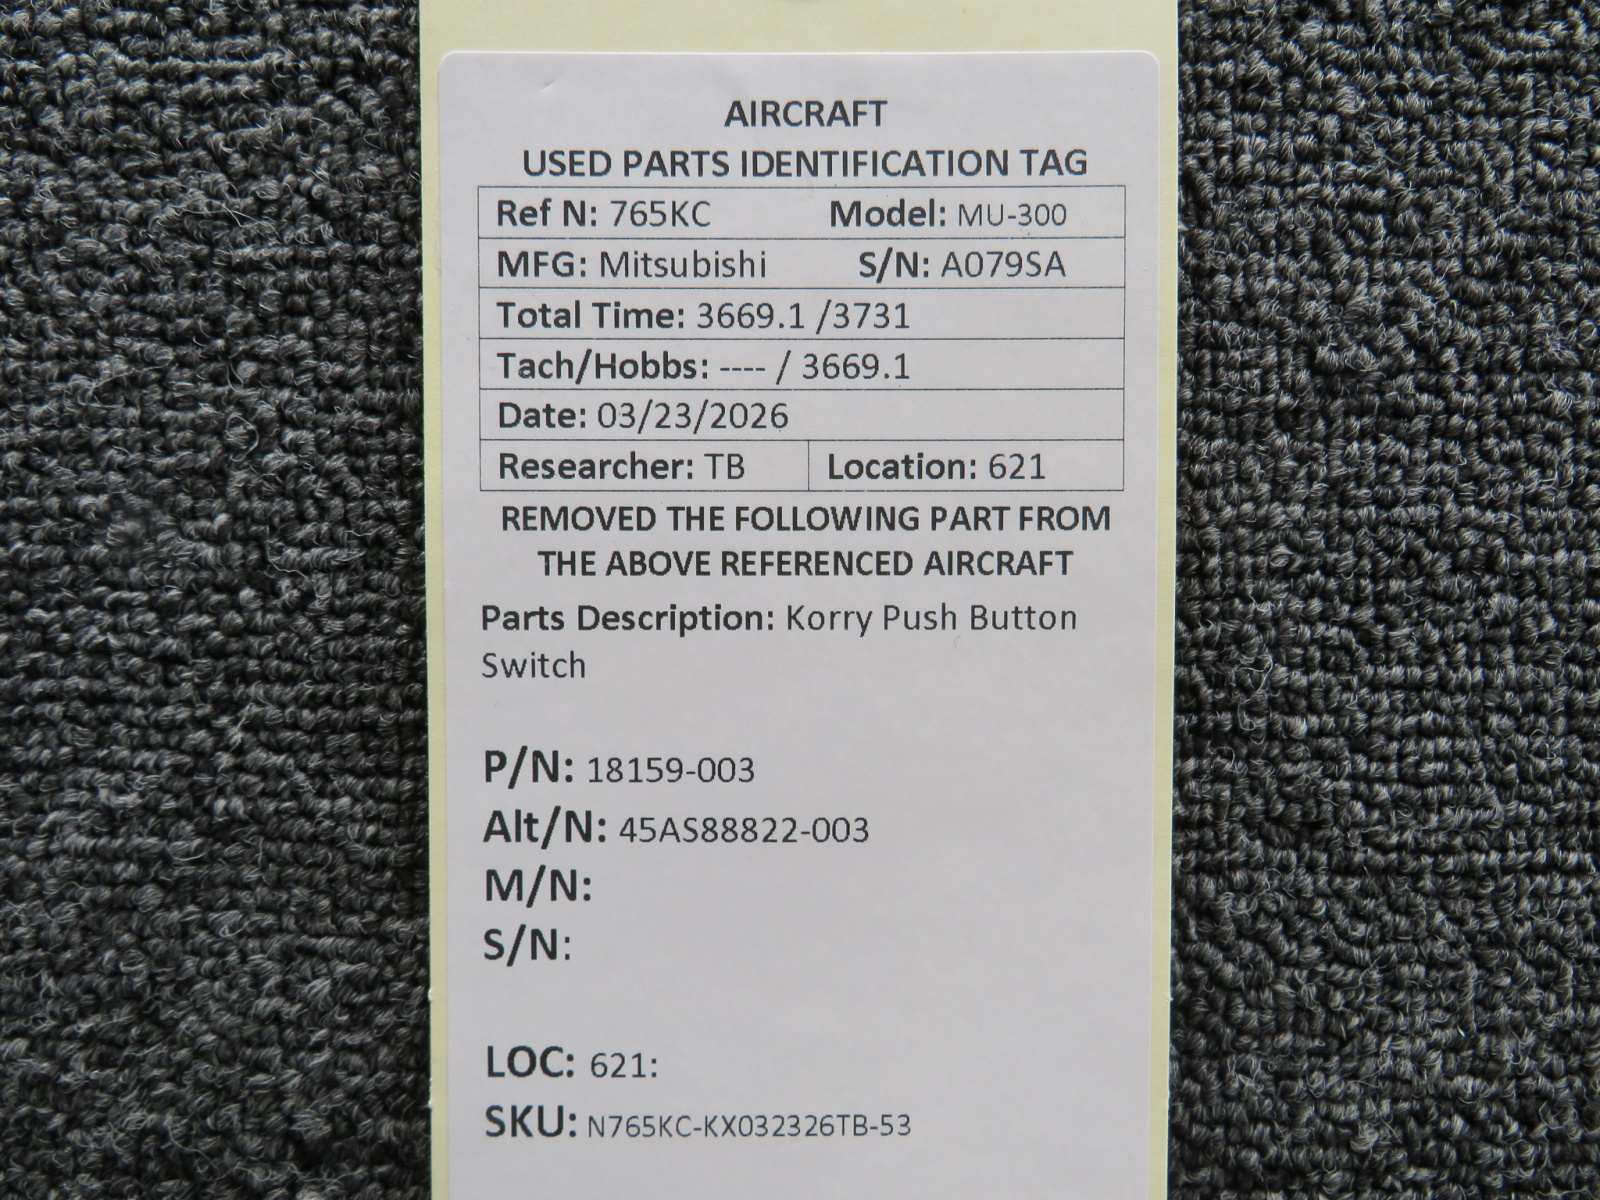 AIRCRAFT
USED PARTS IDENTIFICATION TAG
Ref N: 765KC Model: MU-300
MFG: Mitsubishi S/N: A079SA
Total Time: 3669.1 /3731
Tach/Hobbs: ---- / 3669.1
Date: 03/23/2026
Researcher: TB Location: 621
REMOVED THE FOLLOWING PART FROM
THE ABOVE REFERENCED AIRCRAFT
Parts Description: Korry Push Button
Switch
P/N: 18159-003
Alt/N: 45AS88822-003
M/N:
S/N:
LOC: 621:
SKU: N765KC-KX032326TB-53